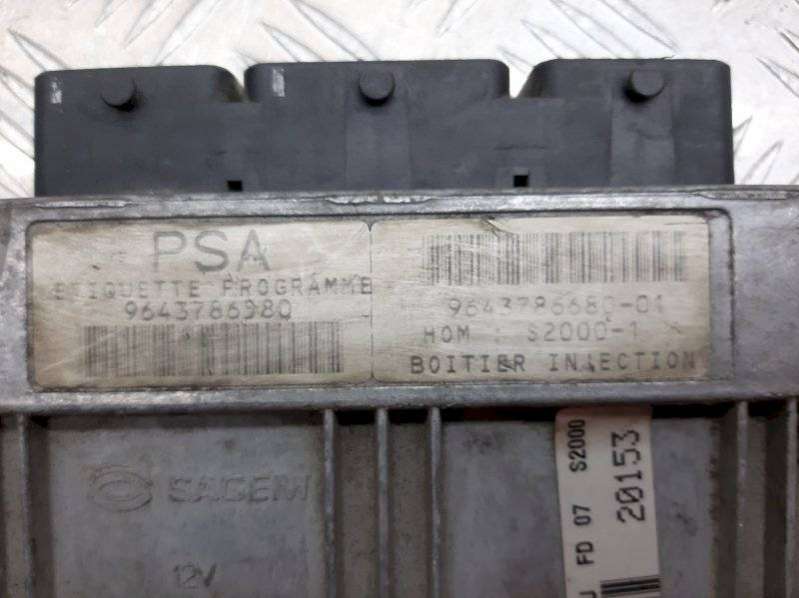 PSA
ETIQUETTE PROGRAMME
9643786980
9643786680-01
HOM : S2000-1
BOITIER INJECTION
SAGEM
12V
FD 07 S2000
20153